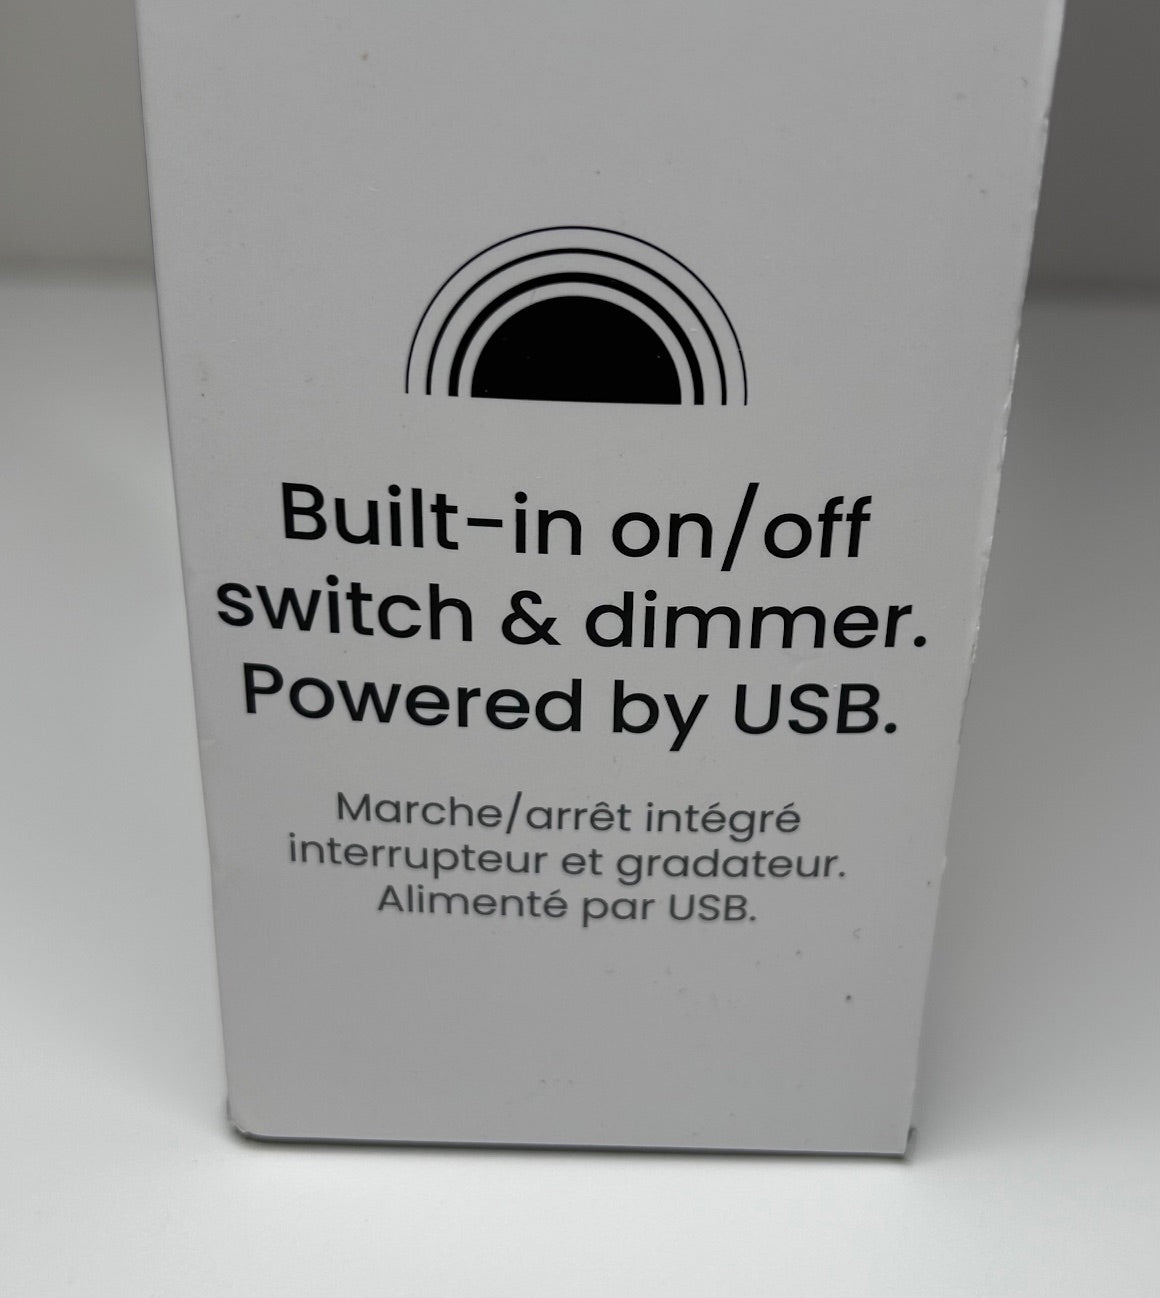 Built-in on/off
switch & dimmer.
Powered by USB.
Marche/arrêt intégré
interrupteur et gradateur.
Alimenté par USB.